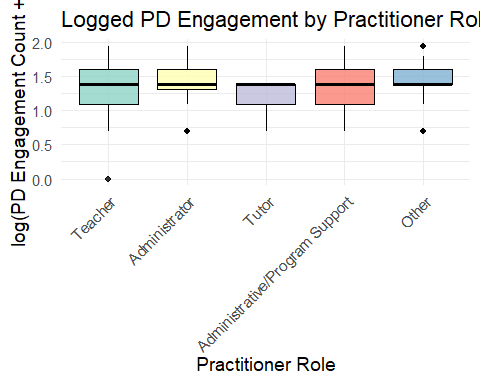 Logged PD Engagement by Practitioner Rol
log(PD Engagement Count +
2.0
1.5
1.0
0.5
0.0
Teacher
Administrator
Tutor
Administrative/Program Support
Other
Practitioner Role